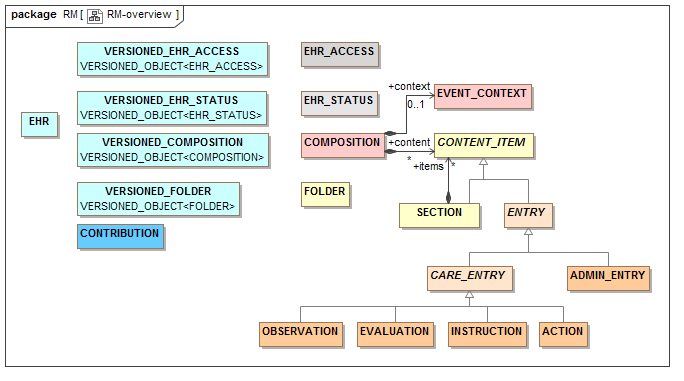 package RM [ RM-overview ]
VERSIONED_EHR_ACCESS
VERSIONED_OBJECT<EHR_ACCESS>
EHR_ACCESS
+context
0..1
EVENT_CONTEXT
VERSIONED_EHR_STATUS
VERSIONED_OBJECT<EHR_STATUS>
EHR_STATUS
EHR
VERSIONED_COMPOSITION
VERSIONED_OBJECT<COMPOSITION>
COMPOSITION
+content
*
CONTENT_ITEM
+items
*
VERSIONED_FOLDER
VERSIONED_OBJECT<FOLDER>
FOLDER
SECTION
ENTRY
CONTRIBUTION
CARE_ENTRY
ADMIN_ENTRY
OBSERVATION
EVALUATION
INSTRUCTION
ACTION